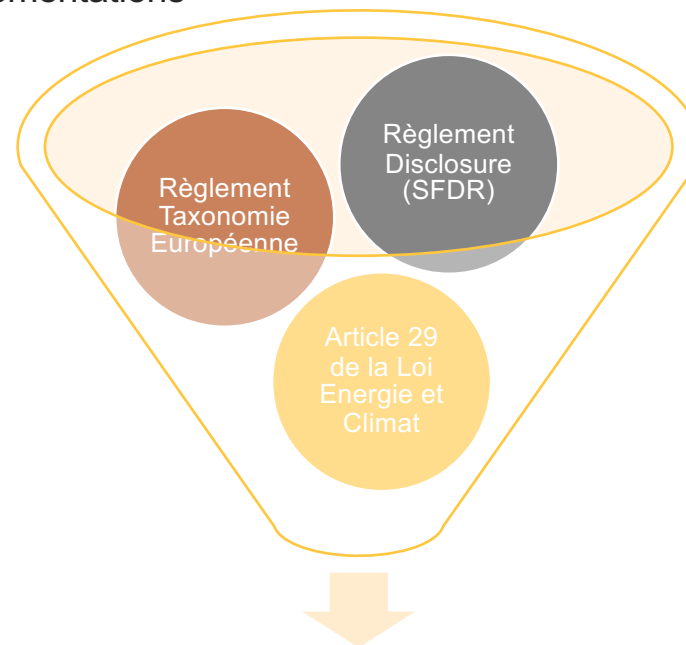 Règlement
Taxonomie
Européenne
Règlement
Disclosure
(SFDR)
Article 29
de la Loi
Energie et
Climat